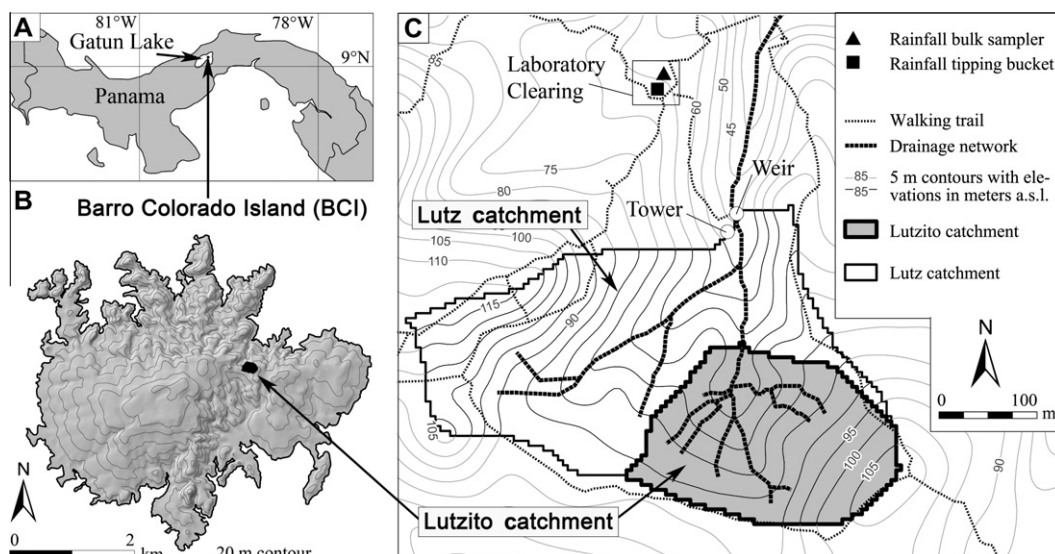 A
81°W
78°W
Gatun Lake
9°N
Panama
Barro Colorado Island (BCI)
B
N
0 2
km
20 m contour
C
85
Laboratory
Clearing
60
50
45
75
80
85
Weir
Tower
Lutz catchment
100
105
110
115
90
105
95
100
105
90
Lutzito catchment
Rainfall bulk sampler
Rainfall tipping bucket
Walking trail
Drainage network
85
85
5 m contours with ele-
vations in meters a.s.l.
Lutzito catchment
Lutz catchment
N
0 100 m